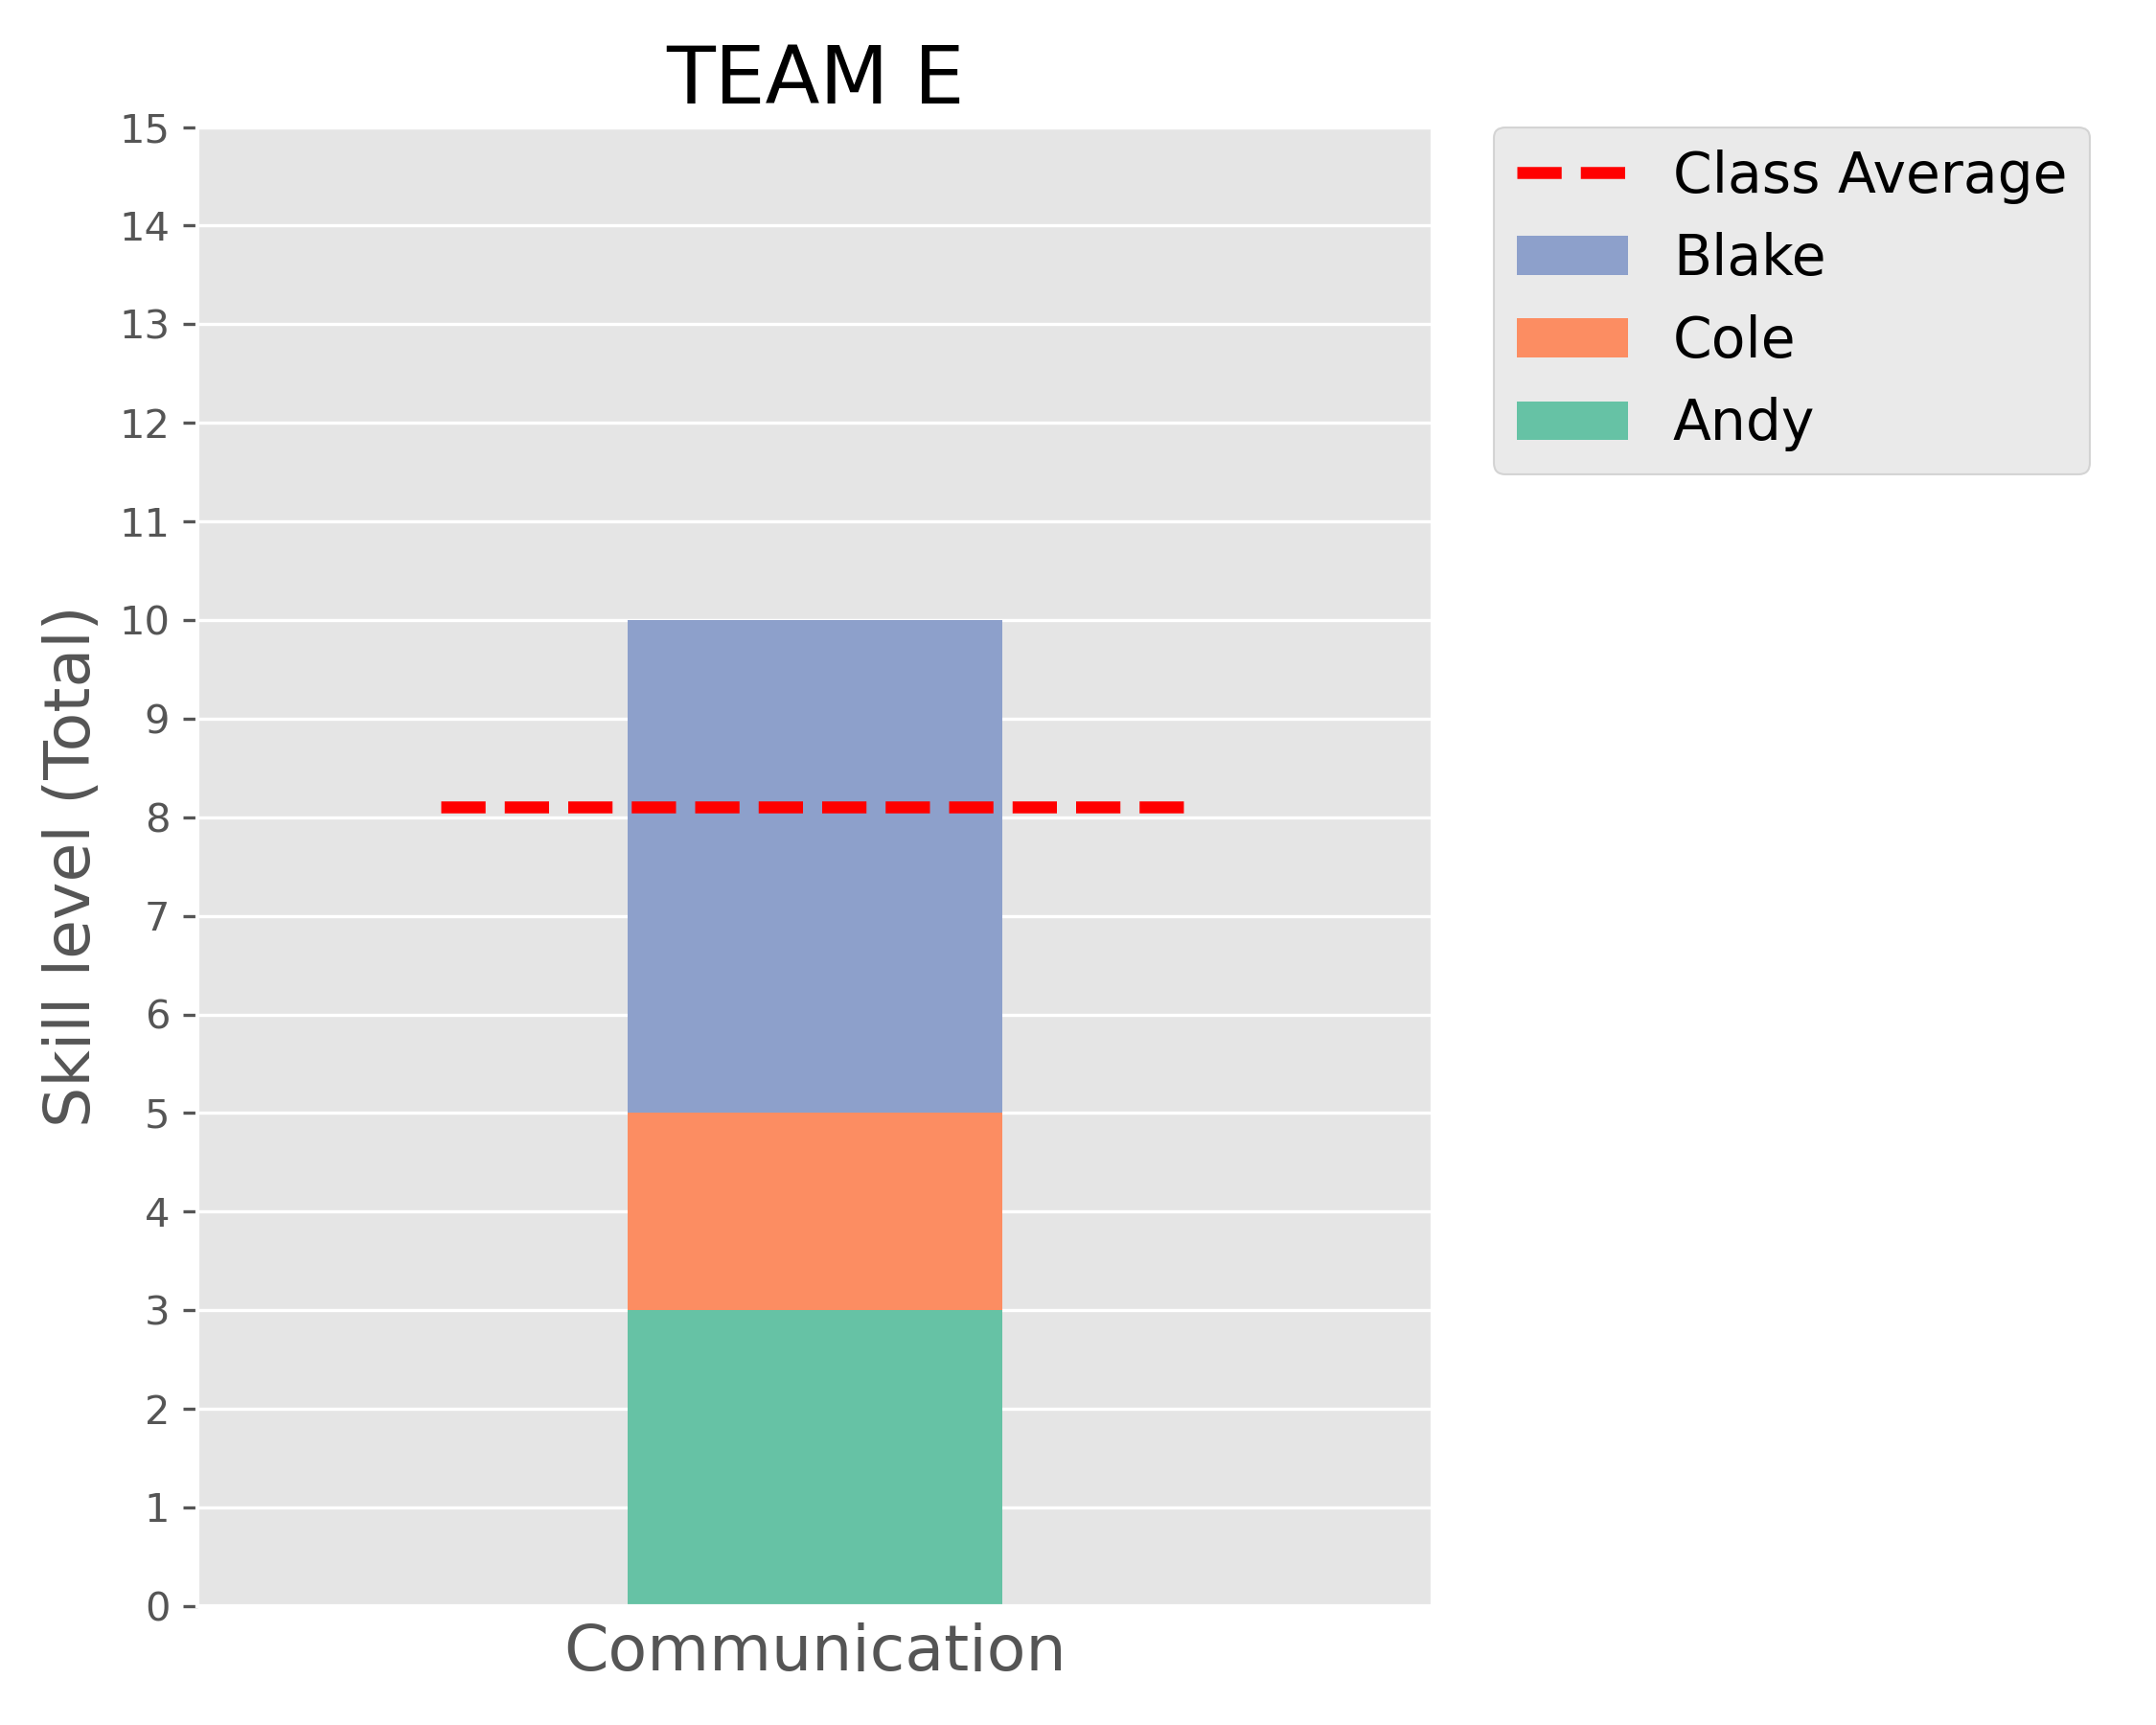 TEAM E
15
14
13
12
11
10
9
8
7
6
5
4
3
2
1
0
Skill level (Total)
Communication
Class Average
Blake
Cole
Andy